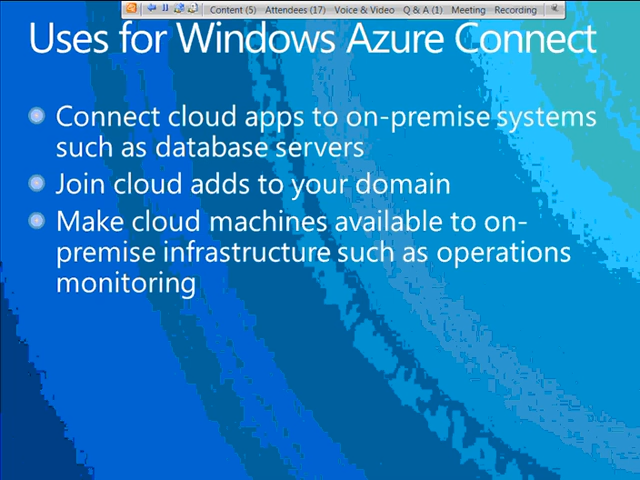 Content (5) Attendees (17) Voice & Video Q & A (1) Meeting Recording
Uses for Windows Azure Connect
Connect cloud apps to on-premise systems
such as database servers
Join cloud adds to your domain
Make cloud machines available to on-
premise infrastructure such as operations
monitoring